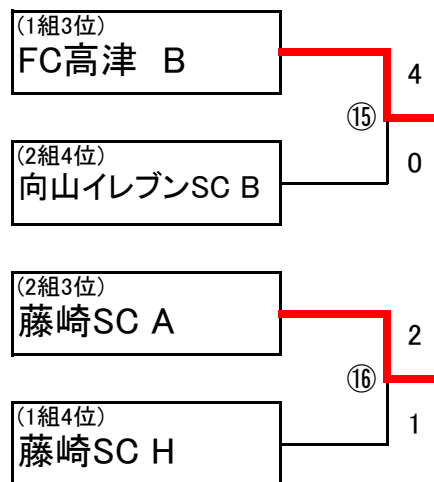 (1組3位)
FC高津　B
4
⑮
(2組4位)
向山イレブンSC B
0
(2組3位)
藤崎SC A
2
⑯
(1組4位)
藤崎SC H
1